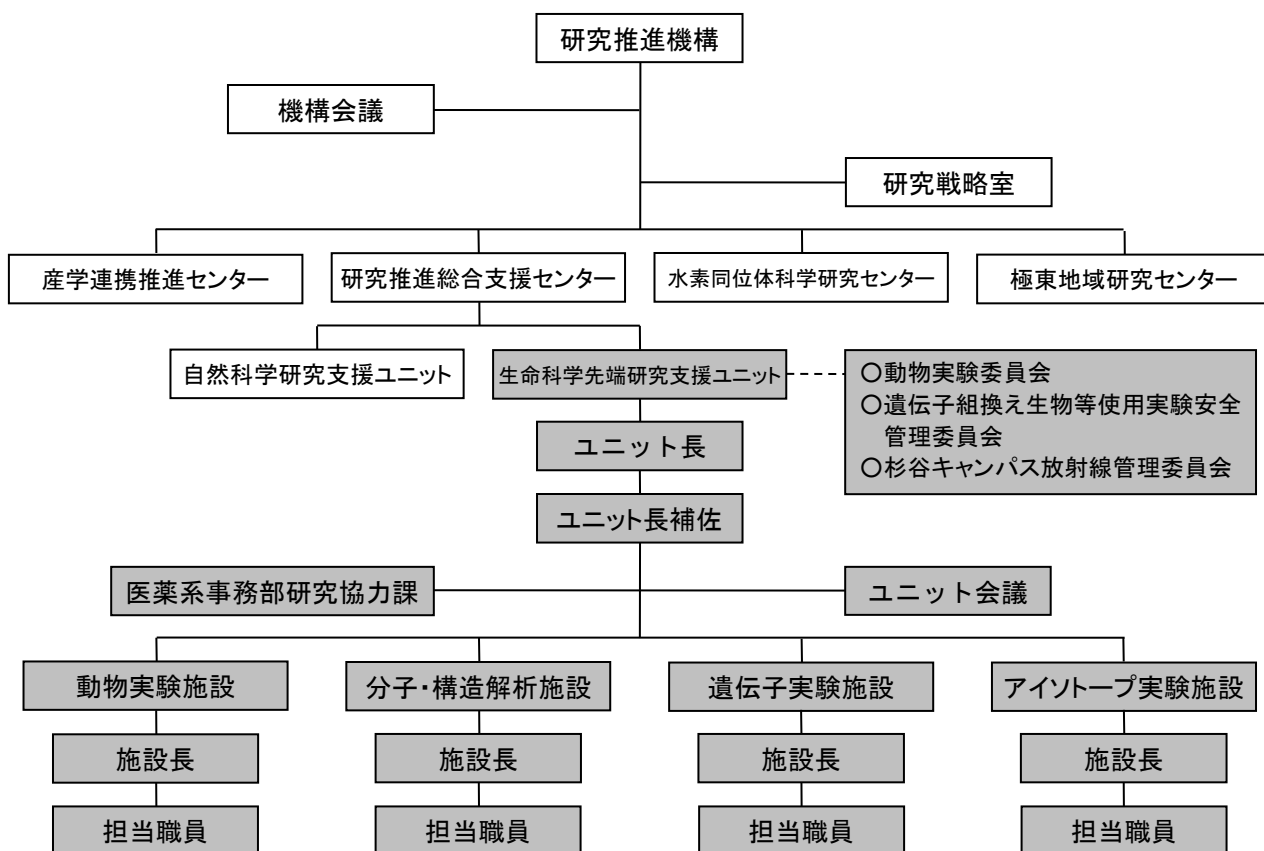 研究推進機構
機構会議
研究戦略室
産学連携推進センター
研究推進総合支援センター
水素同位体科学研究センター
極東地域研究センター
自然科学研究支援ユニット
生命科学先端研究支援ユニット
○動物実験委員会
○遺伝子組換え生物等使用実験安全
管理委員会
○杉谷キャンパス放射線管理委員会
ユニット長
ユニット長補佐
医薬系事務部研究協力課
ユニット会議
動物実験施設
分子・構造解析施設
遺伝子実験施設
アイソトープ実験施設
施設長
施設長
施設長
施設長
担当職員
担当職員
担当職員
担当職員